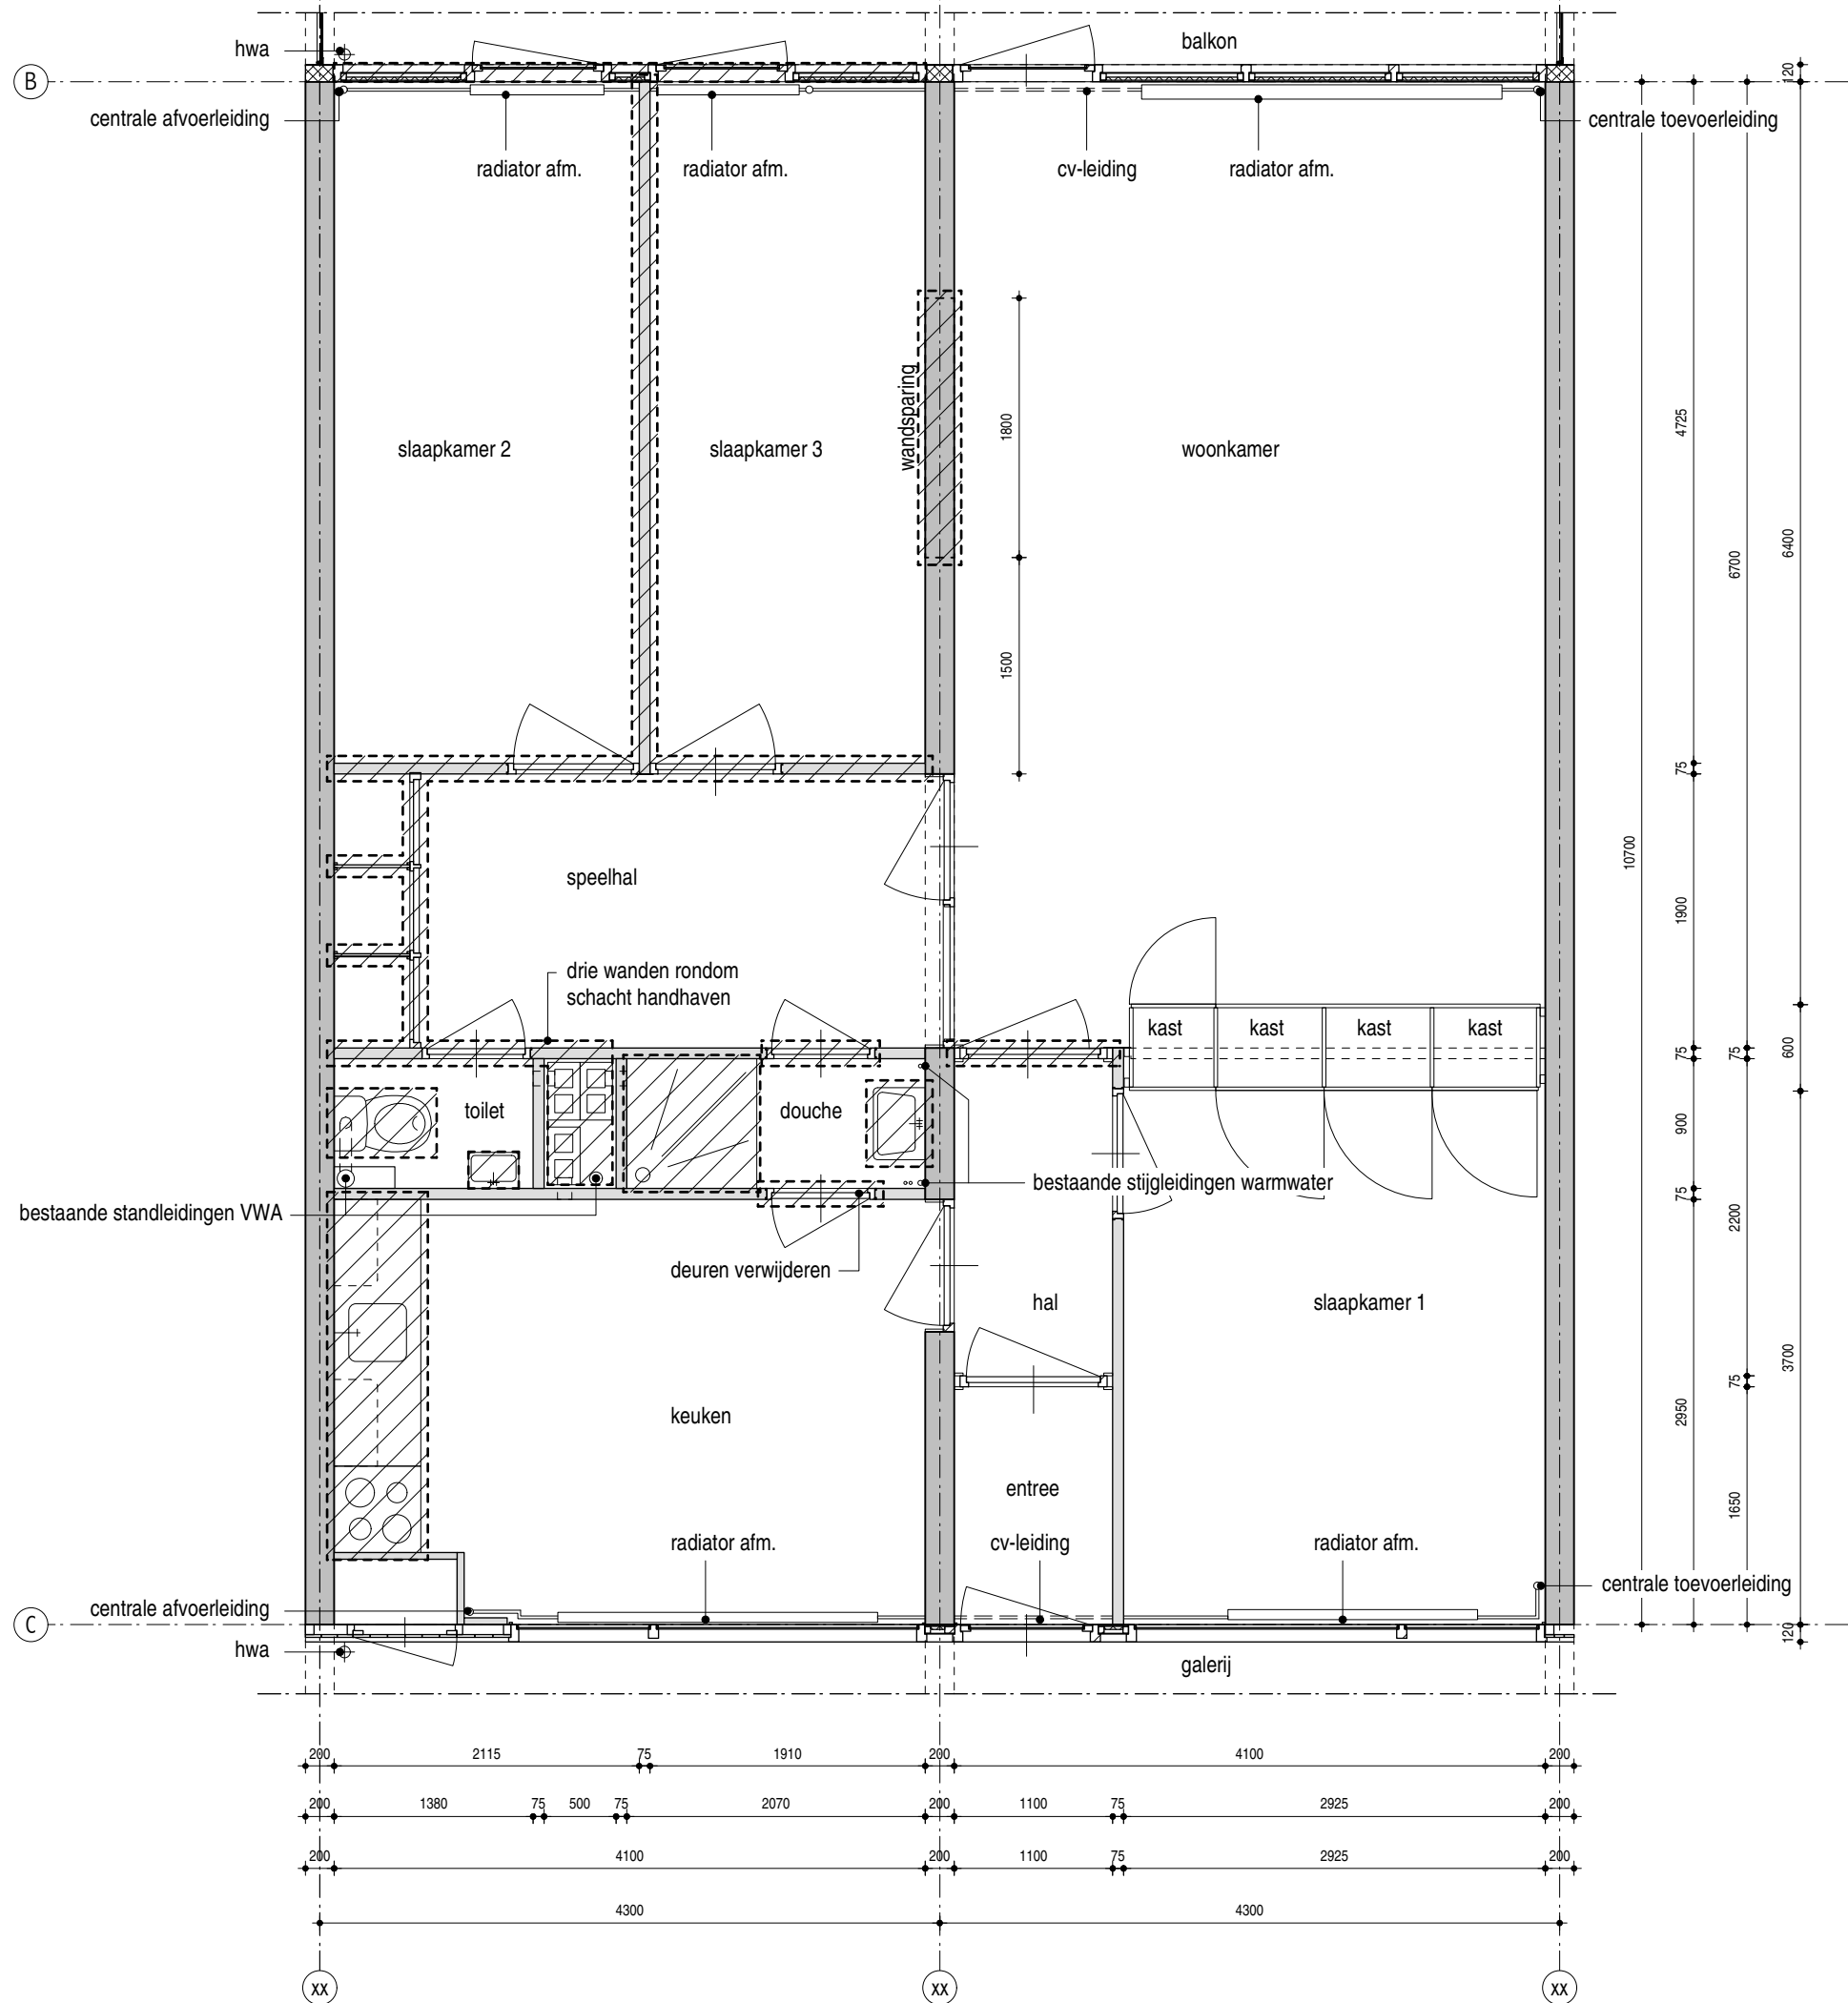 hwa
balkon
B
120
centrale afvoerleiding
centrale toevoerleiding
radiator afm.
radiator afm.
cv-leiding
radiator afm.
wandsparing
1800
4725
slaapkamer 2
slaapkamer 3
woonkamer
6400
6700
1500
75
10700
speelhal
1900
drie wanden rondom
schacht handhaven
kast
kast
kast
kast
75
75
600
toilet
douche
900
bestaande stijgleidingen warmwater
bestaande standleidingen VWA
75
2200
deuren verwijderen
hal
slaapkamer 1
3700
75
keuken
2950
entree
1650
radiator afm.
cv-leiding
radiator afm.
centrale toevoerleiding
centrale afvoerleiding
C
120
hwa
galerij
200
2115
75
1910
200
4100
200
200
1380
75
500
75
2070
200
1100
75
2925
200
200
4100
200
1100
75
2925
200
4300
4300
xx
xx
xx